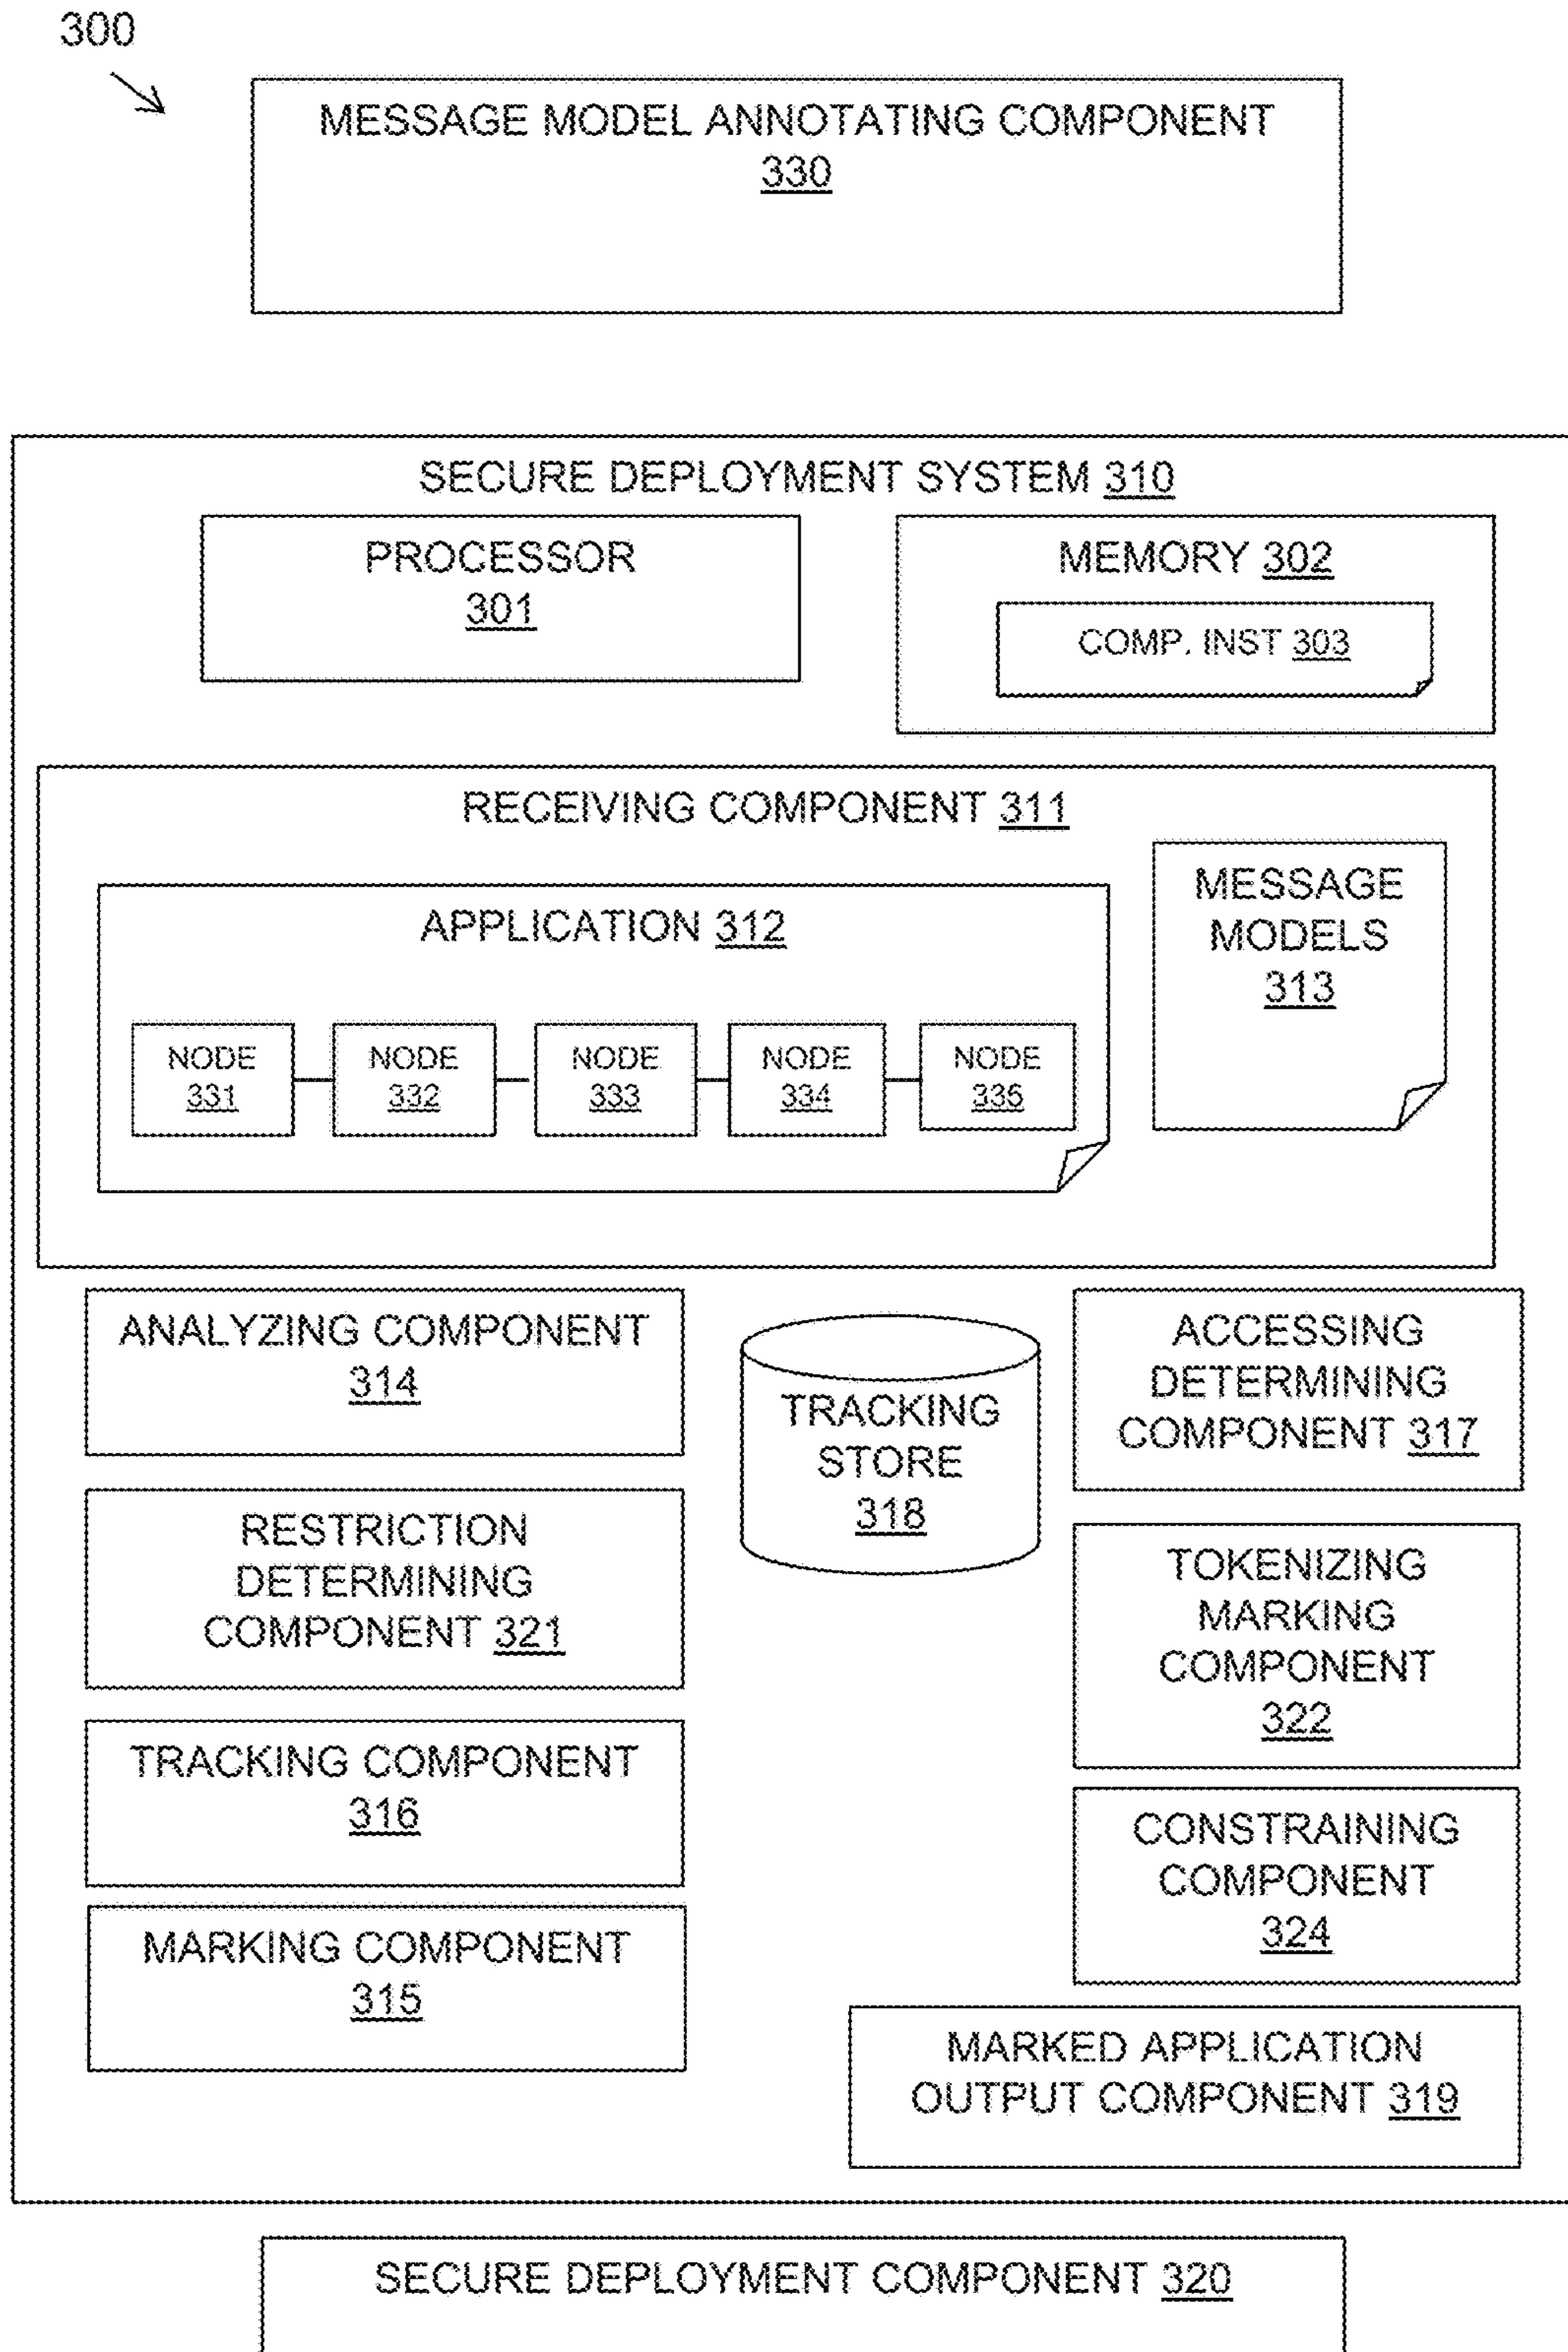 300
MESSAGE MODEL ANNOTATING COMPONENT
330
SECURE DEPLOYMENT SYSTEM 310
PROCESSOR
301
MEMORY 302
COMP. INST 303
RECEIVING COMPONENT 311
APPLICATION 312
NODE
331
NODE
332
NODE
333
NODE
334
NODE
335
MESSAGE
MODELS
313
ANALYZING COMPONENT
314
RESTRICTION
DETERMINING
COMPONENT 321
TRACKING COMPONENT
316
MARKING COMPONENT
315
TRACKING
STORE
318
ACCESSING
DETERMINING
COMPONENT 317
TOKENIZING
MARKING
COMPONENT
322
CONSTRAINING
COMPONENT
324
MARKED APPLICATION
OUTPUT COMPONENT 319
SECURE DEPLOYMENT COMPONENT 320